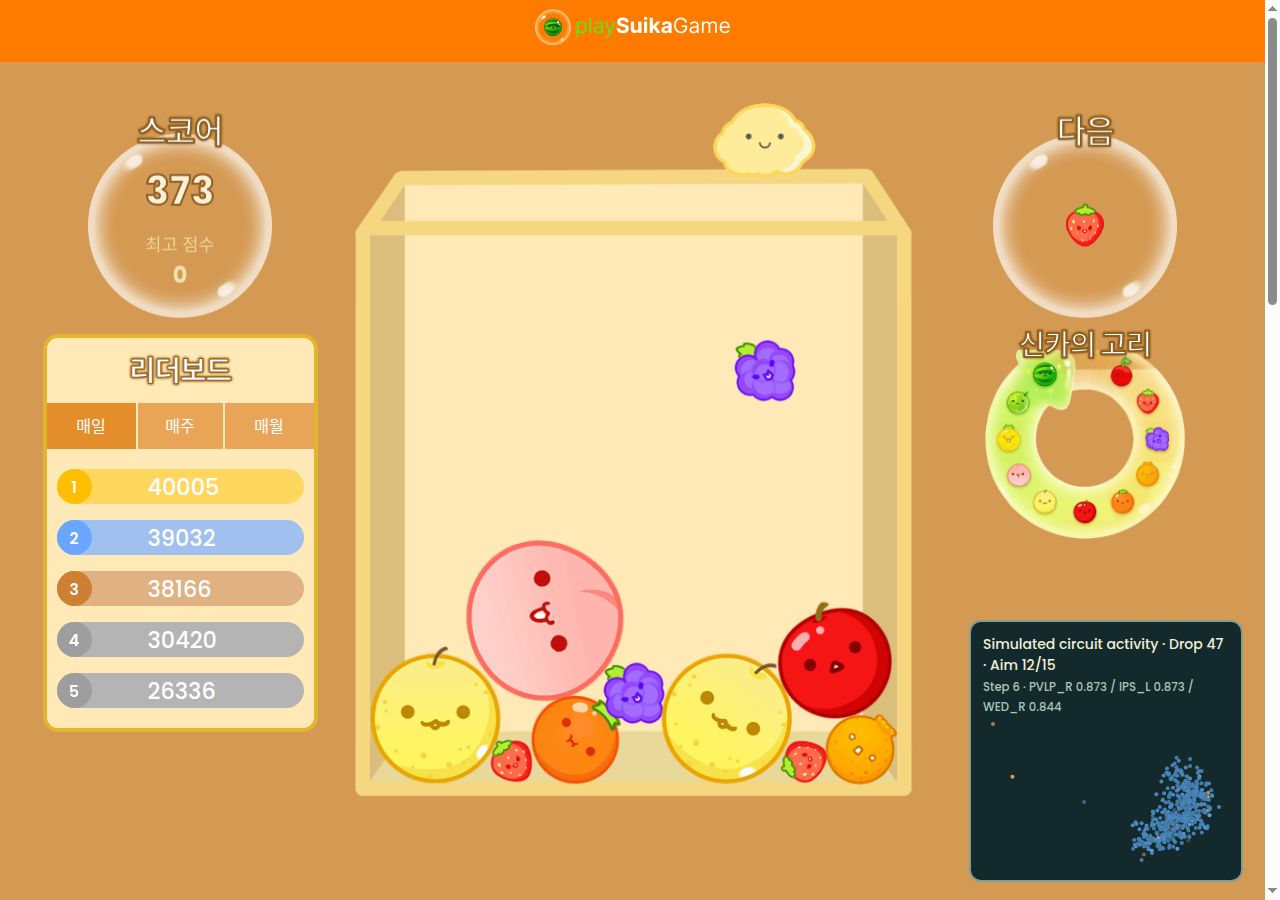 playSuikaGame
스코어
373
최고 점수
0
다음
리더보드
매일
매주
매월
1
40005
2
39032
3
38166
4
30420
5
26336
신카의 고리
Simulated circuit activity · Drop 47
· Aim 12/15
Step 6 · PVLP_R 0.873 / IPS_L 0.873 /
WED_R 0.844